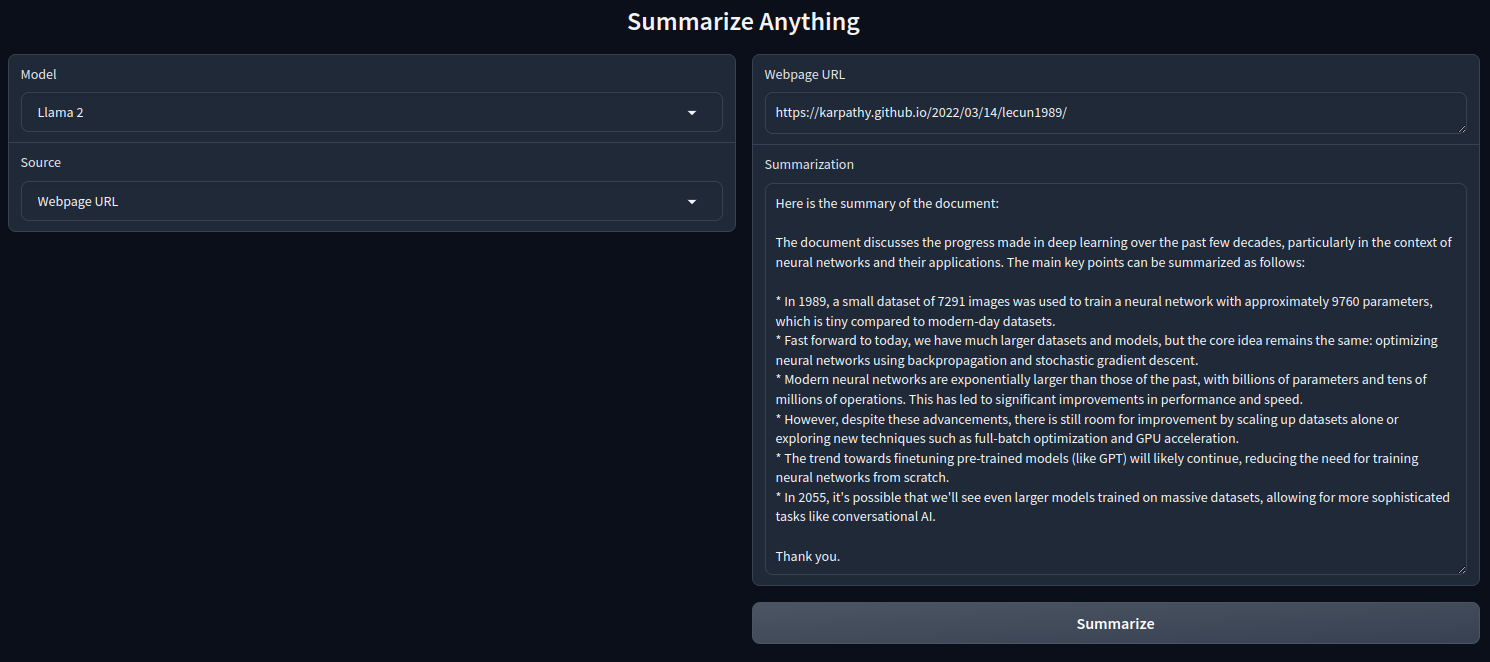 Summarize Anything
Model
Llama 2
Source
Webpage URL
Webpage URL
https://karpathy.github.io/2022/03/14/lecun1989/
Summarization
Here is the summary of the document:
The document discusses the progress made in deep learning over the past few decades, particularly in the context of
neural networks and their applications. The main key points can be summarized as follows:
* In 1989, a small dataset of 7291 images was used to train a neural network with approximately 9760 parameters,
which is tiny compared to modern-day datasets.
* Fast forward to today, we have much larger datasets and models, but the core idea remains the same: optimizing
neural networks using backpropagation and stochastic gradient descent.
* Modern neural networks are exponentially larger than those of the past, with billions of parameters and tens of
millions of operations. This has led to significant improvements in performance and speed.
* However, despite these advancements, there is still room for improvement by scaling up datasets alone or
exploring new techniques such as full-batch optimization and GPU acceleration.
* The trend towards finetuning pre-trained models (like GPT) will likely continue, reducing the need for training
neural networks from scratch.
* In 2055, it's possible that we'll see even larger models trained on massive datasets, allowing for more sophisticated
tasks like conversational AI.
Thank you.
Summarize